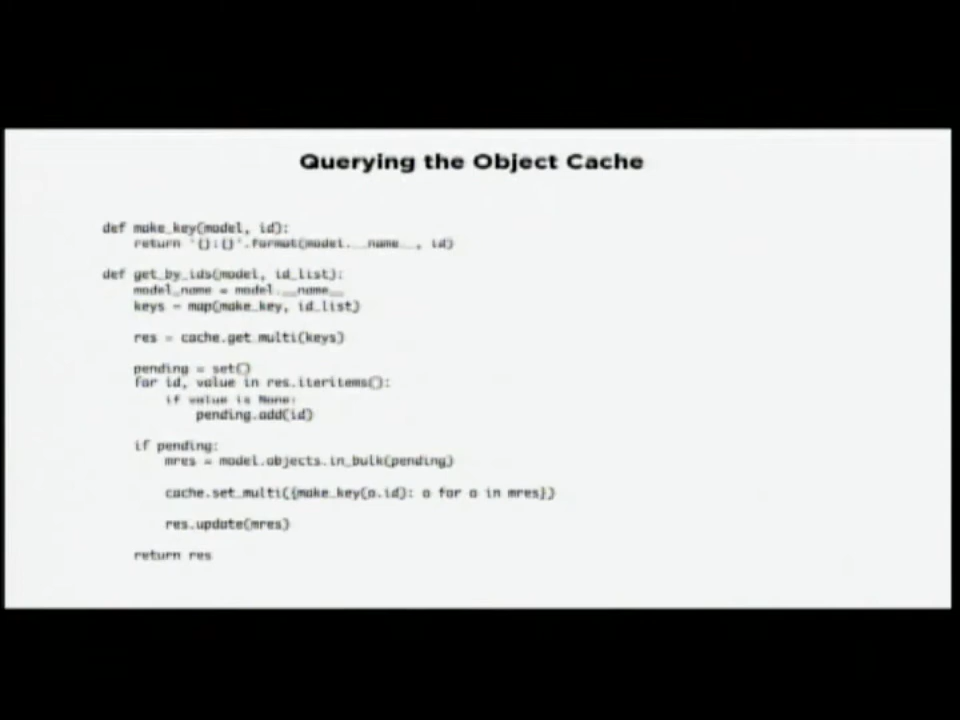 Querying the Object Cache
def make_key(model, id):
return '{}:{}'.format(model.__name__, id)
def get_by_ids(model, id_list):
model_name = model.__name__
keys = map(make_key, id_list)
res = cache.get_multi(keys)
pending = set()
for id, value in res.iteritems():
if value is None:
pending.add(id)
if pending:
mres = model.objects.in_bulk(pending)
cache.set_multi({make_key(o.id): o for o in mres})
res.update(mres)
return res